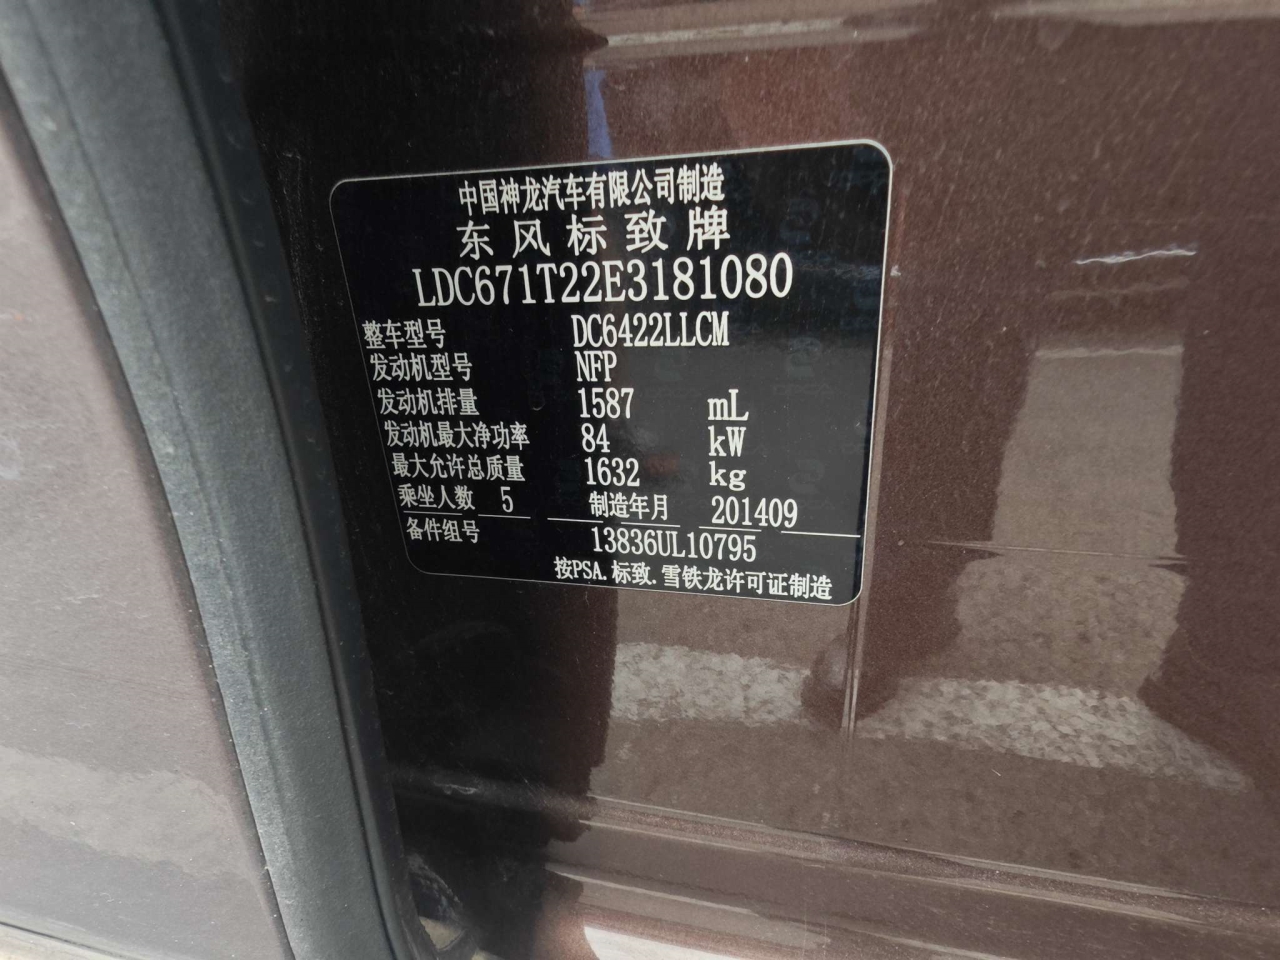 中国神龙汽车有限公司制造
东风标致牌
LDC671T22E3181080
整车型号 DC6422LLCM
发动机型号 NFP
发动机排量 1587 mL
发动机最大净功率 84 kW
最大允许总质量 1632 kg
乘坐人数 5 制造年月 201409
备件组号 13836UL10795
按PSA.标致.雪铁龙许可证制造